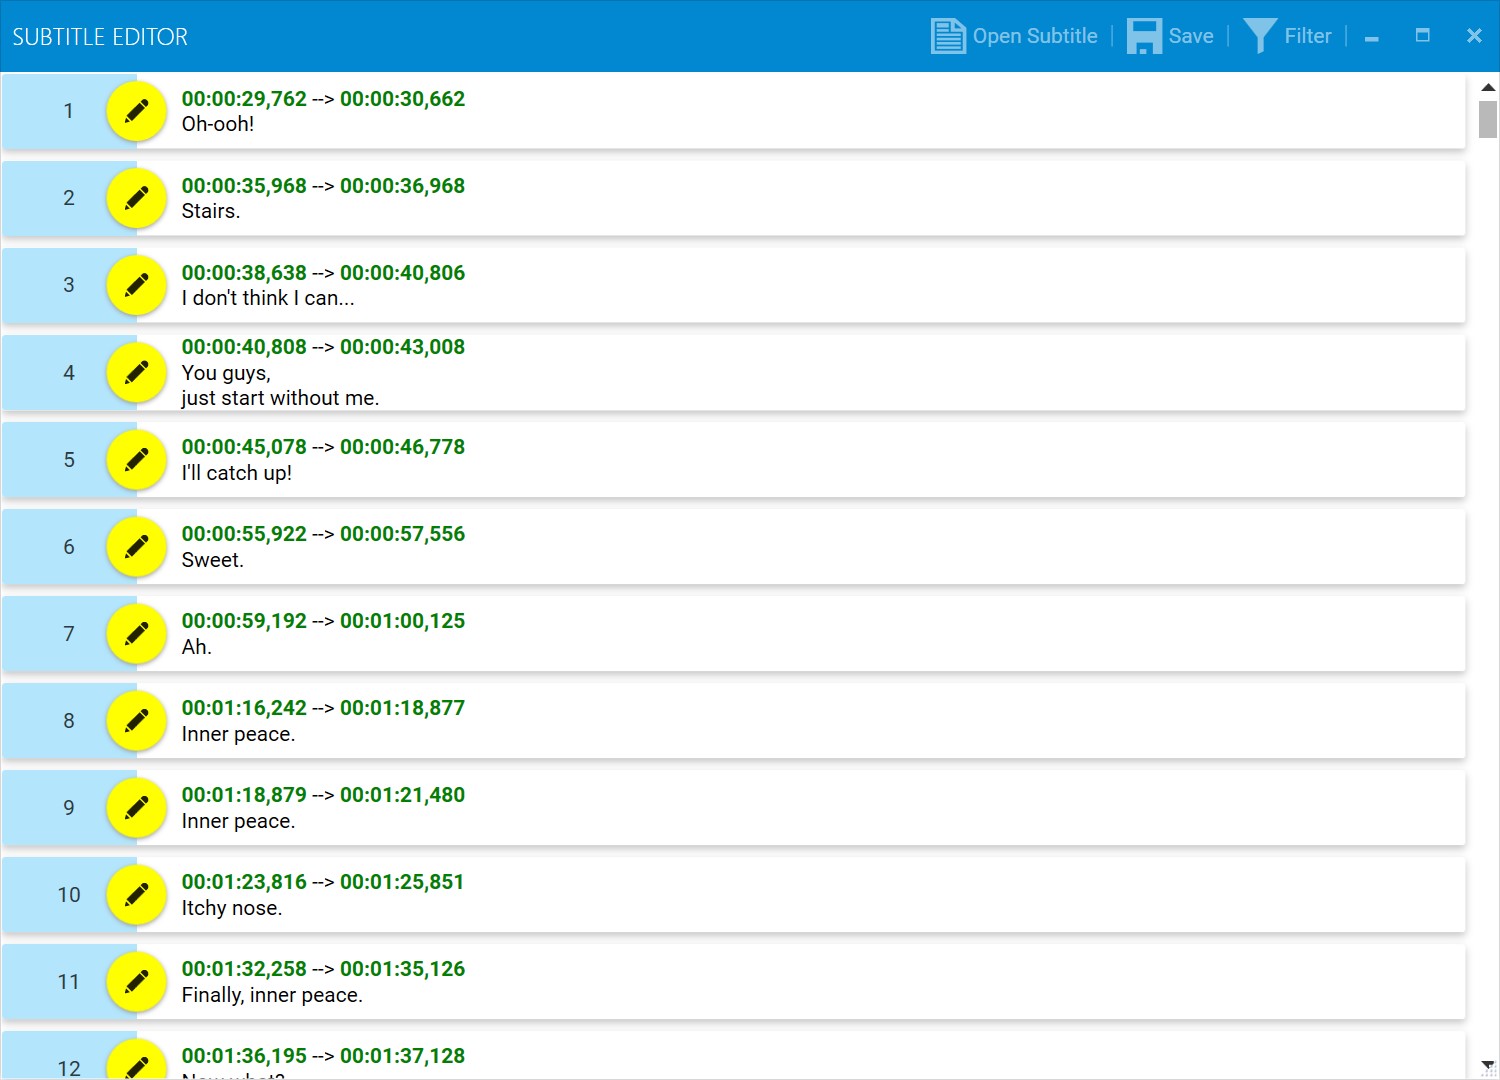 SUBTITLE EDITOR
Open Subtitle
Save
Filter
1
00:00:29,762 --> 00:00:30,662
Oh-ooh!
2
00:00:35,968 --> 00:00:36,968
Stairs.
3
00:00:38,638 --> 00:00:40,806
I don't think I can...
4
00:00:40,808 --> 00:00:43,008
You guys,
just start without me.
5
00:00:45,078 --> 00:00:46,778
I'll catch up!
6
00:00:55,922 --> 00:00:57,556
Sweet.
7
00:00:59,192 --> 00:01:00,125
Ah.
8
00:01:16,242 --> 00:01:18,877
Inner peace.
9
00:01:18,879 --> 00:01:21,480
Inner peace.
10
00:01:23,816 --> 00:01:25,851
Itchy nose.
11
00:01:32,258 --> 00:01:35,126
Finally, inner peace.
12
00:01:36,195 --> 00:01:37,128
Now what?